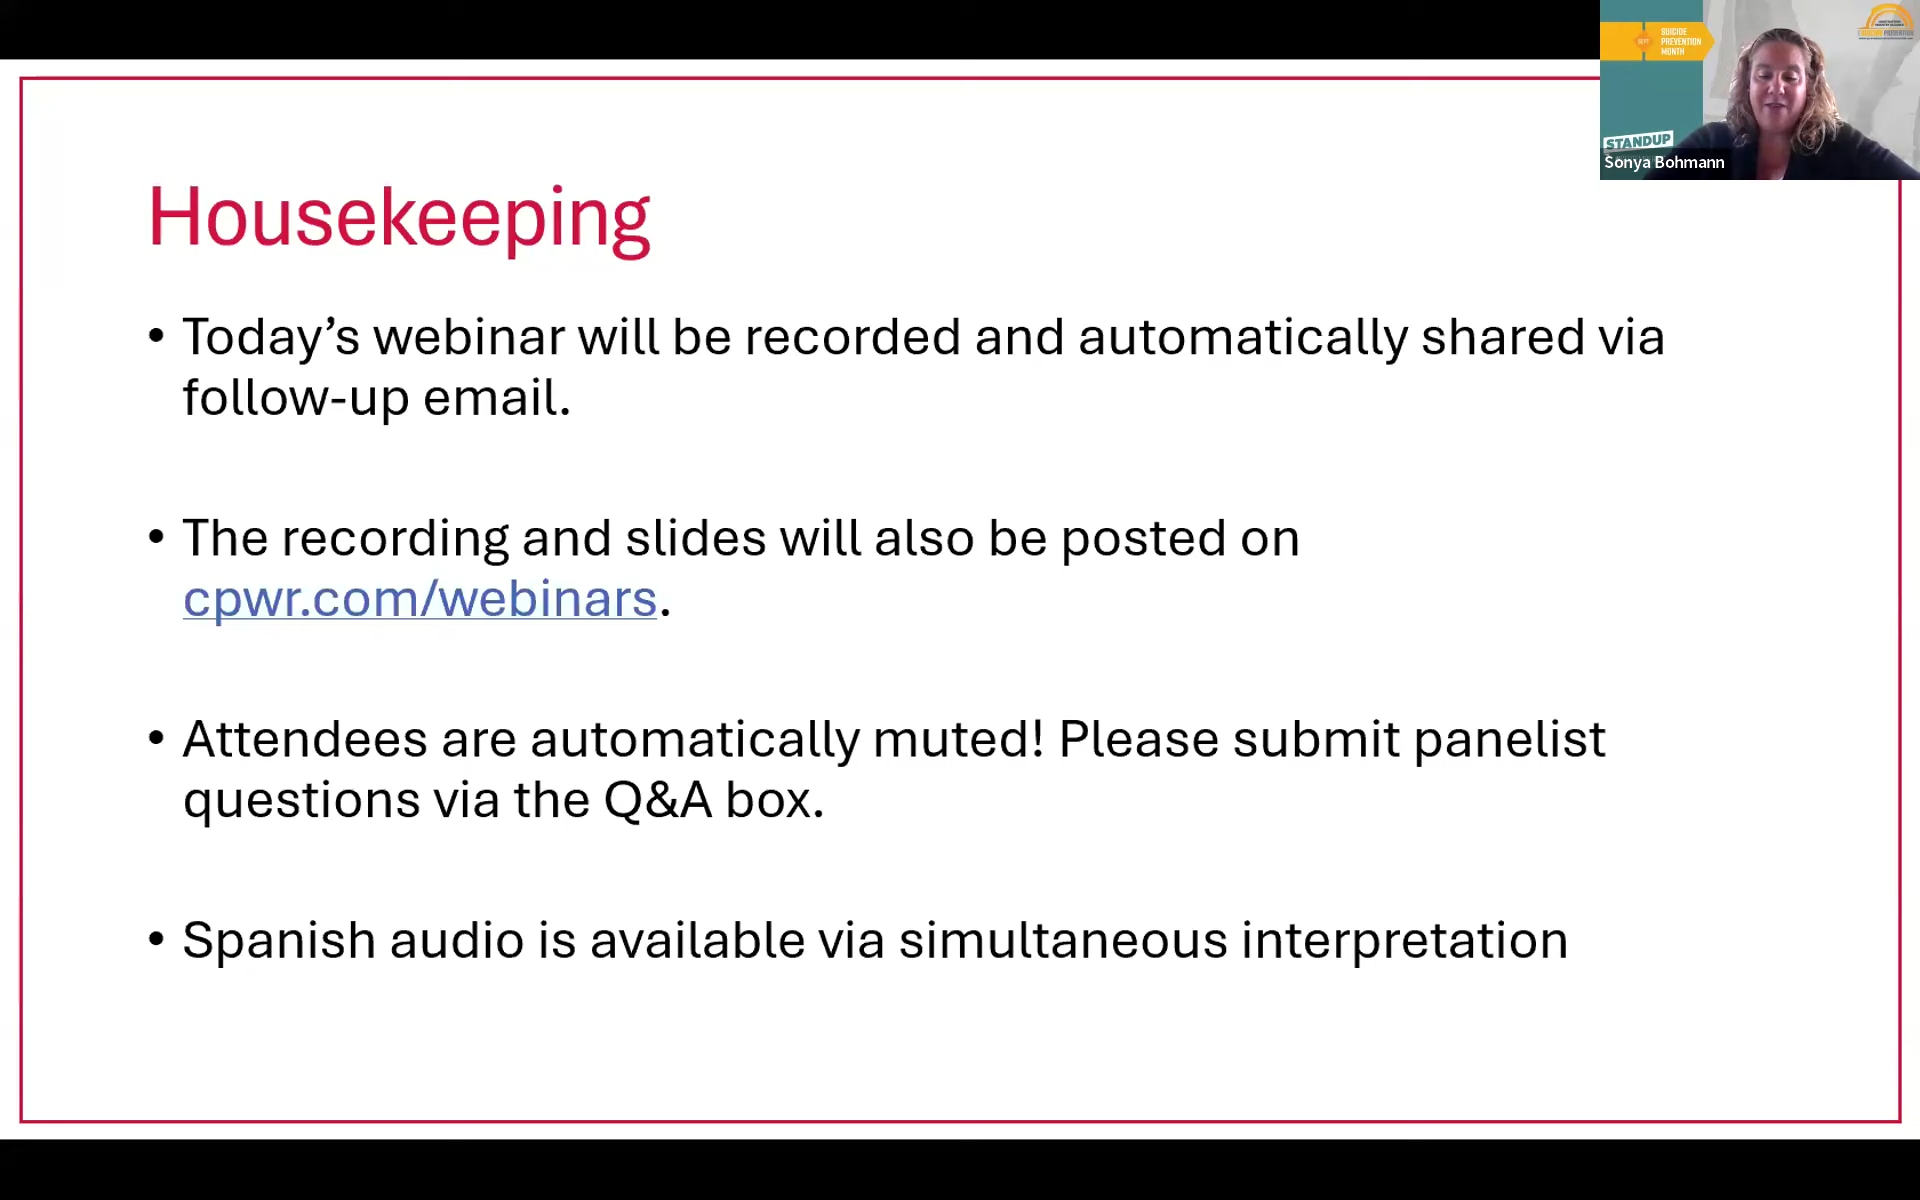 Housekeeping
• Today’s webinar will be recorded and automatically shared via
follow-up email.
• The recording and slides will also be posted on
cpwr.com/webinars.
• Attendees are automatically muted! Please submit panelist
questions via the Q&A box.
• Spanish audio is available via simultaneous interpretation
SEPT
SUICIDE
PREVENTION
MONTH
STANDUP
Sonya Bohmann